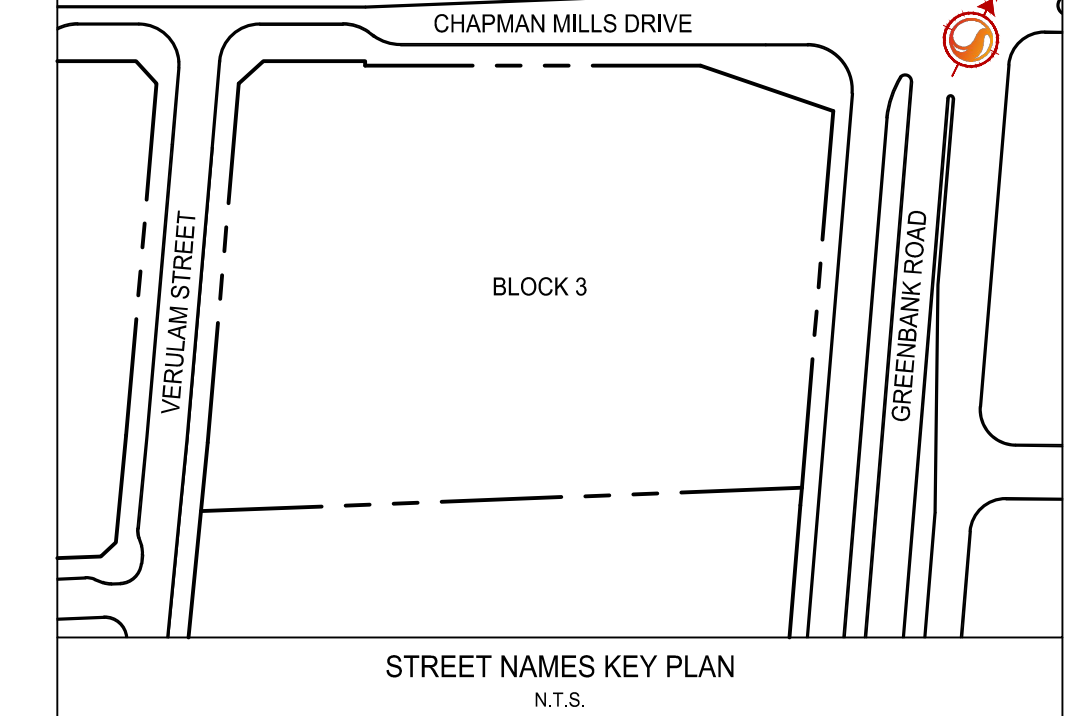 CHAPMAN MILLS DRIVE
VERULAM STREET
BLOCK 3
GREENBANK ROAD
STREET NAMES KEY PLAN
N.T.S.